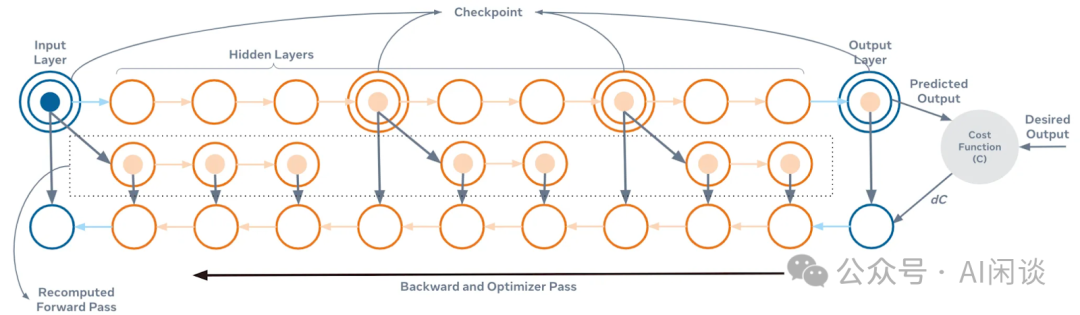 Checkpoint
Input
Layer
Hidden Layers
Output
Layer
Predicted
Output
Desired
Output
Cost
Function
(C)
dC
Backward and Optimizer Pass
Recomputed
Forward Pass
公众号 · AI闲谈